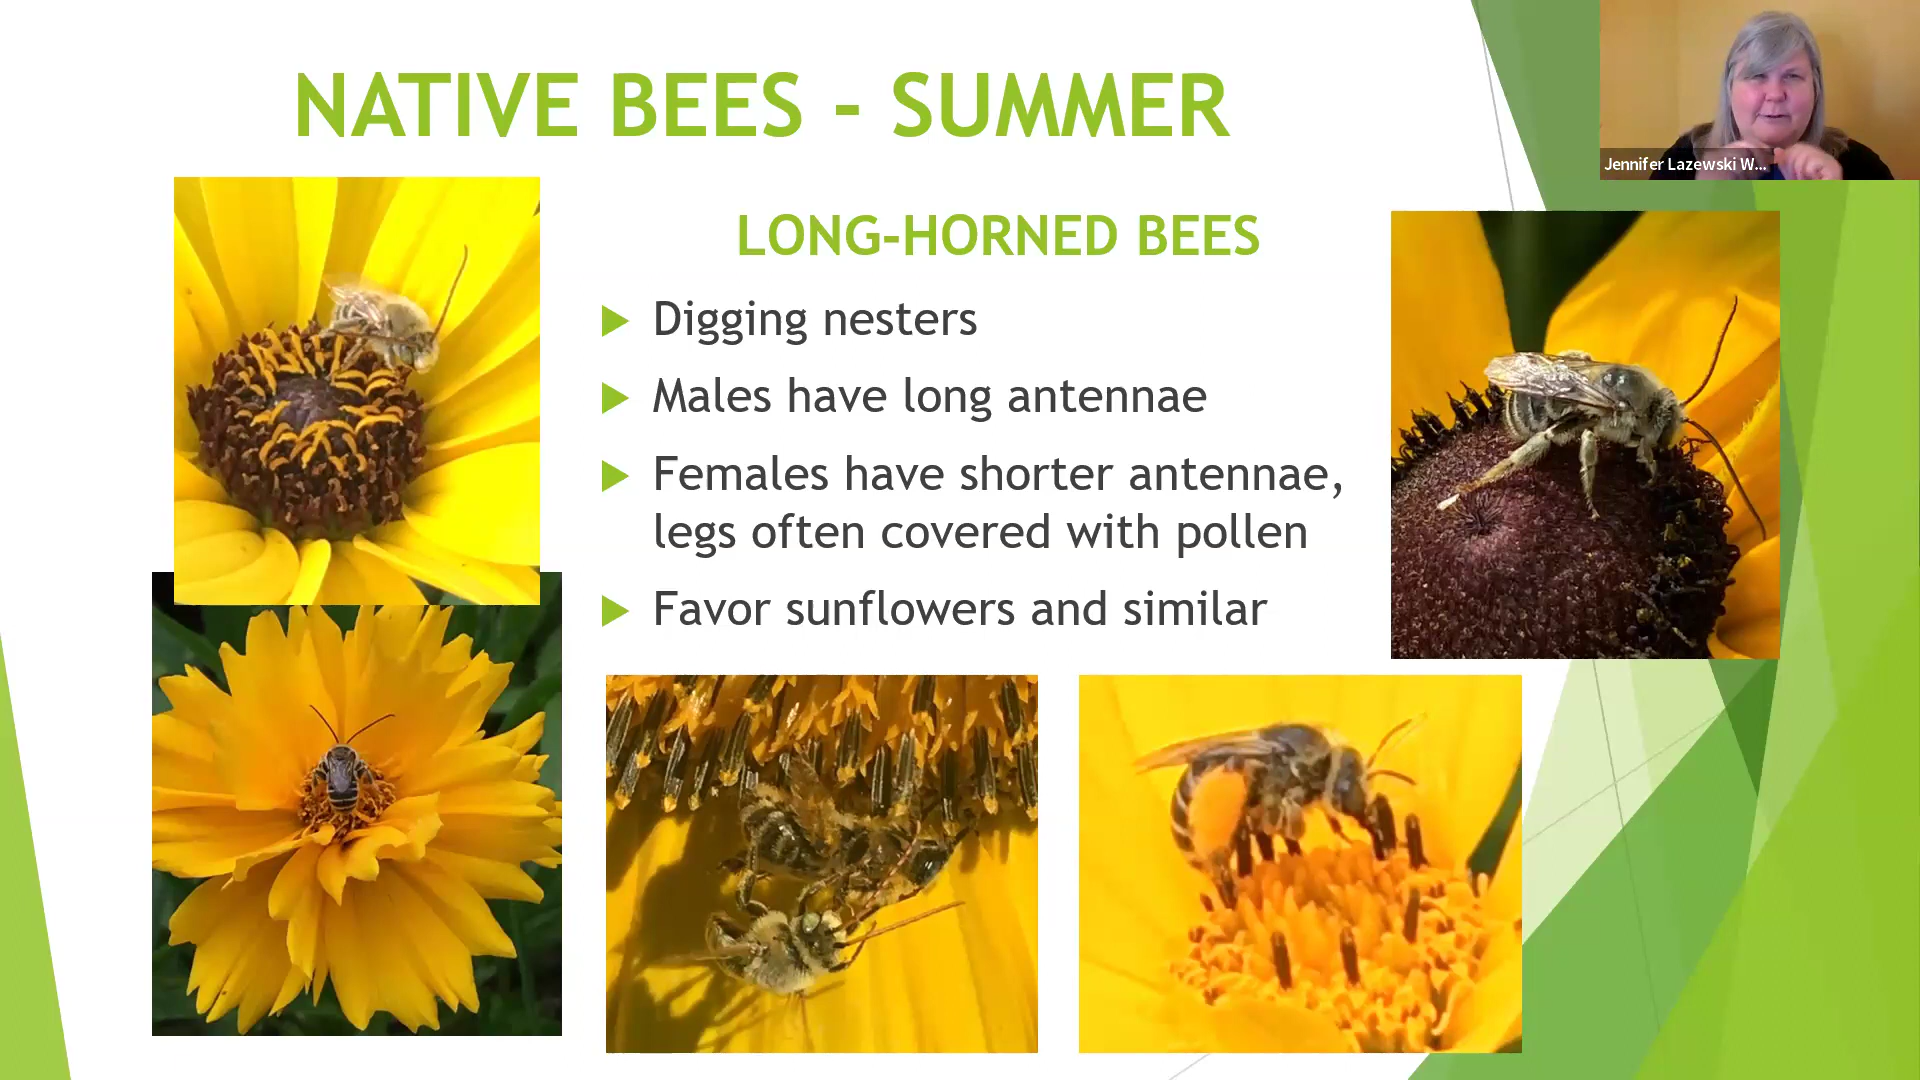 NATIVE BEES - SUMMER
Jennifer Lazewski W...
LONG-HORNED BEES
Digging nesters
Males have long antennae
Females have shorter antennae,
legs often covered with pollen
Favor sunflowers and similar